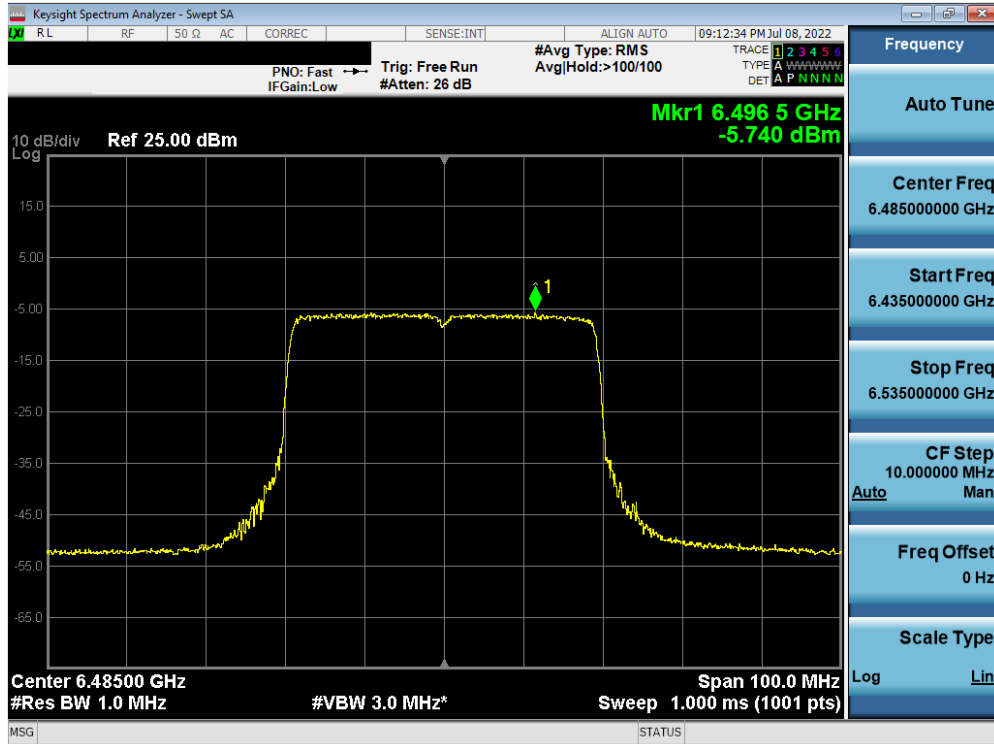 Keysight Spectrum Analyzer - Swept SA
LXI RL RF 50 Ω AC CORREC SENSE:INT ALIGN AUTO 09:12:34 PM Jul 08, 2022
PNO: Fast
IFGain:Low
Trig: Free Run
#Atten: 26 dB
#Avg Type: RMS
Avg|Hold:>100/100
TRACE 1 2 3 4 5 6
TYPE A WWWWW
DET A P N N N N
Mkr1 6.496 5 GHz
-5.740 dBm
10 dB/div Ref 25.00 dBm
Log
15.0
5.00
-5.00
-15.0
-25.0
-35.0
-45.0
-55.0
-65.0
1
Center 6.48500 GHz Span 100.0 MHz
#Res BW 1.0 MHz #VBW 3.0 MHz* Sweep 1.000 ms (1001 pts)
MSG STATUS
Frequency
Auto Tune
Center Freq
6.485000000 GHz
Start Freq
6.435000000 GHz
Stop Freq
6.535000000 GHz
CF Step
10.000000 MHz
Auto Man
Freq Offset
0 Hz
Scale Type
Log Lin